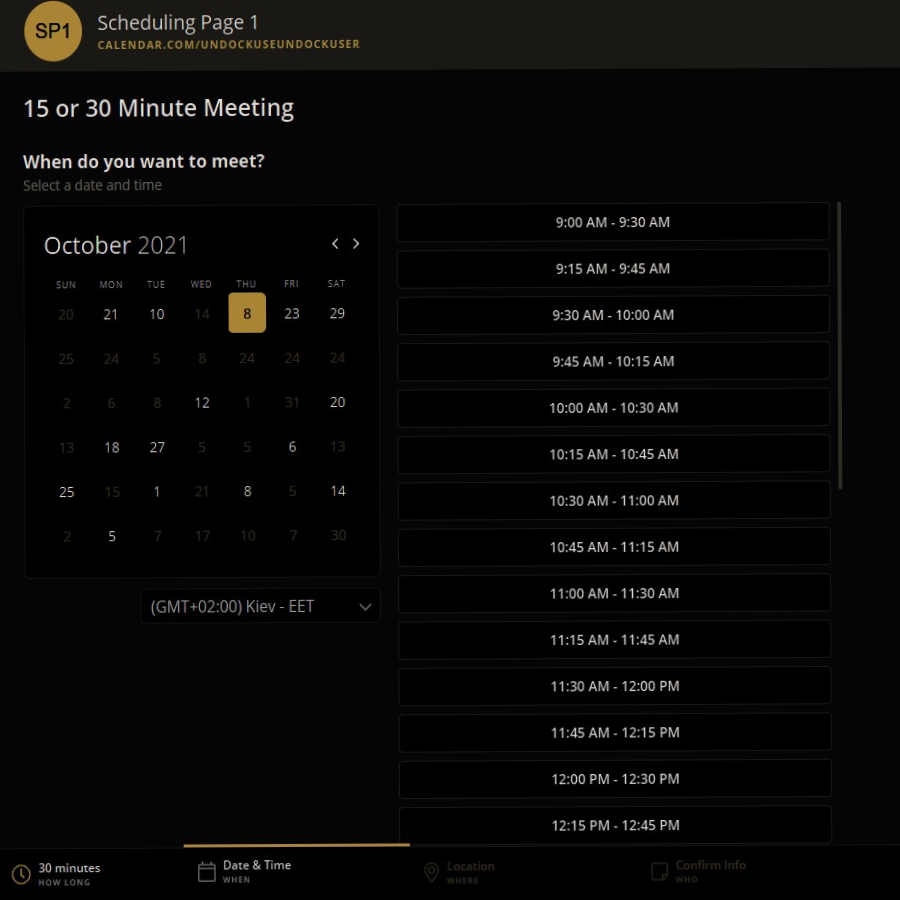 SP1
Scheduling Page 1
CALENDAR.COM/UNDOCKUSEUNDOCKUSER
15 or 30 Minute Meeting
When do you want to meet?
Select a date and time
October 2021
SUN MON TUE WED THU FRI SAT
20 21 10 14 8 23 29
25 24 5 8 24 24 24
2 6 8 12 1 31 20
13 18 27 5 5 6 13
25 15 1 21 8 5 14
2 5 7 17 10 7 30
(GMT+02:00) Kiev - EET
9:00 AM - 9:30 AM
9:15 AM - 9:45 AM
9:30 AM - 10:00 AM
9:45 AM - 10:15 AM
10:00 AM - 10:30 AM
10:15 AM - 10:45 AM
10:30 AM - 11:00 AM
10:45 AM - 11:15 AM
11:00 AM - 11:30 AM
11:15 AM - 11:45 AM
11:30 AM - 12:00 PM
11:45 AM - 12:15 PM
12:00 PM - 12:30 PM
12:15 PM - 12:45 PM
30 minutes
HOW LONG
Date & Time
WHEN
Location
WHERE
Confirm Info
WHO